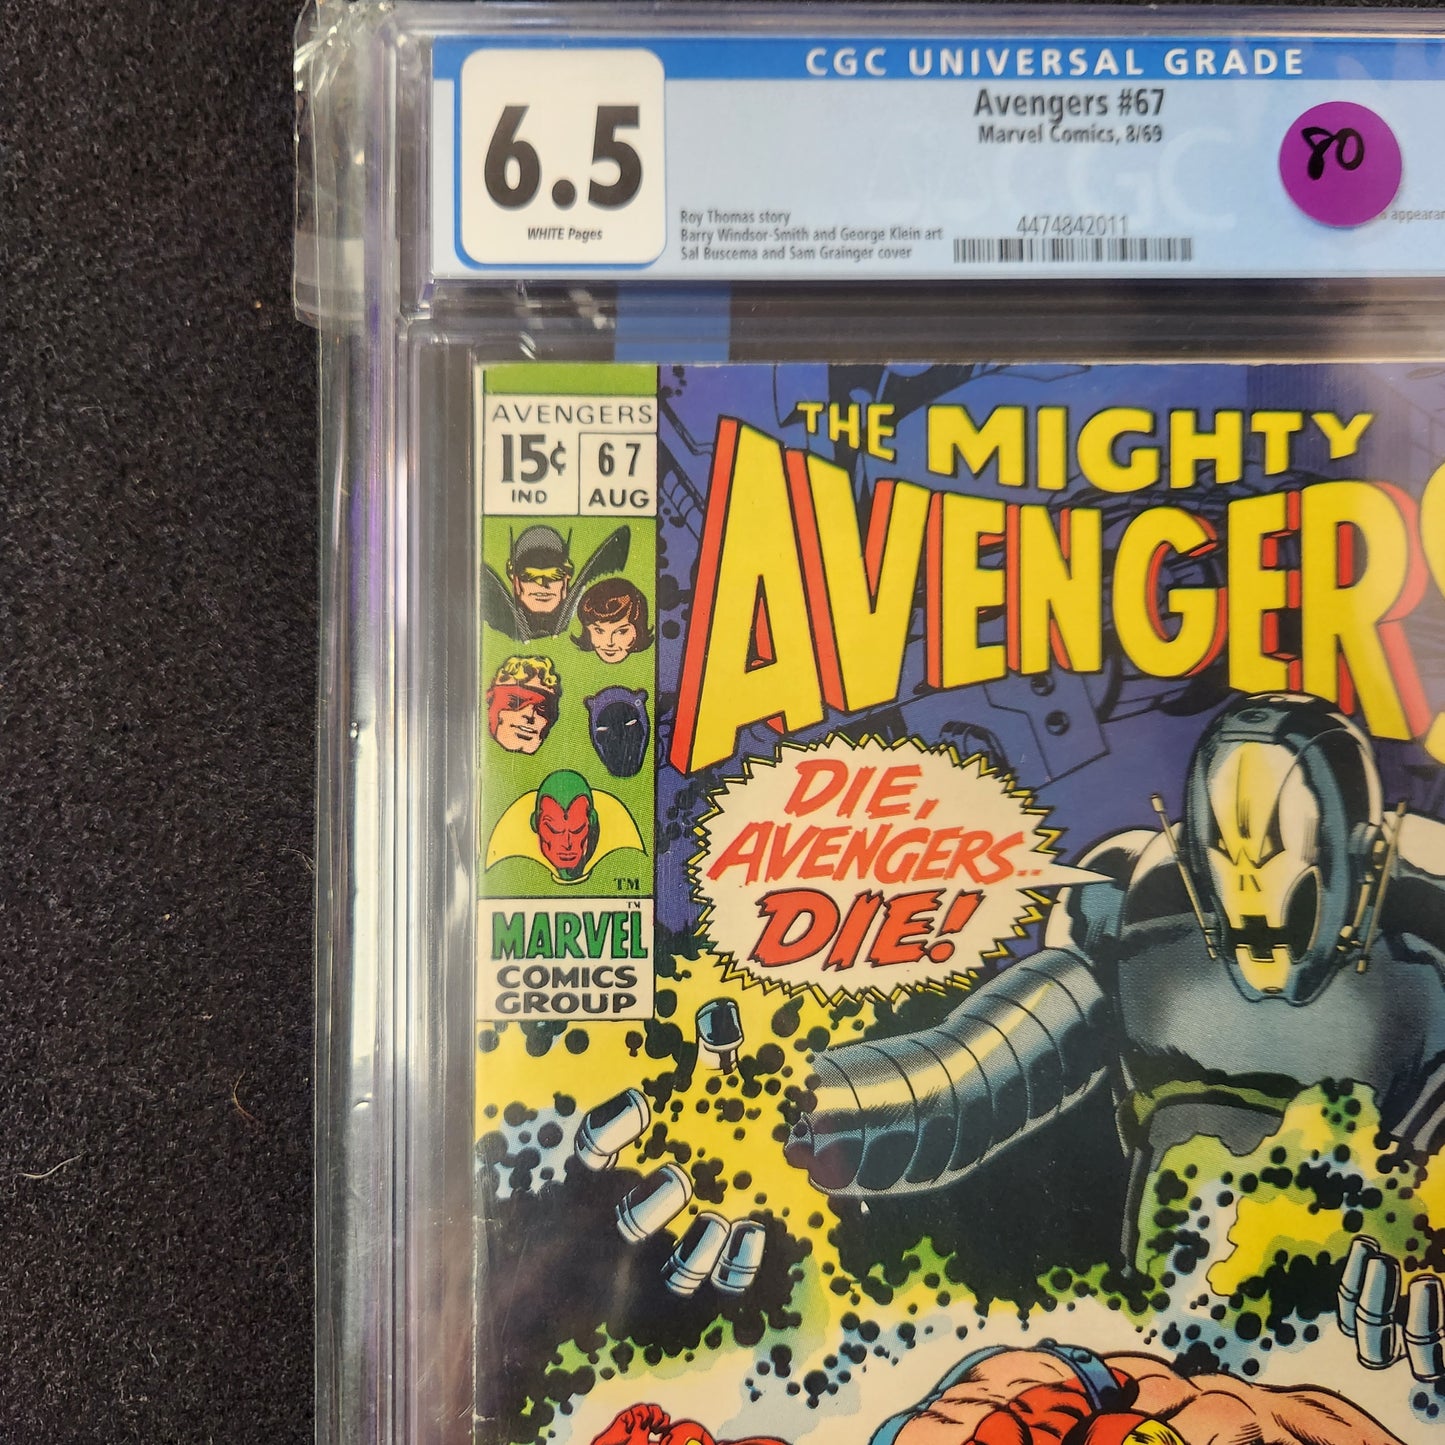 CGC UNIVERSAL GRADE
6.5
WHITE Pages
Avengers #67
Marvel Comics, 8/69
80
Roy Thomas story
Barry Windsor-Smith and George Klein art
Sal Buscema and Sam Grainger cover
4474842011
CGC
AVENGERS
15¢
IND
67
AUG
THE MIGHTY
AVENGERS
DIE,
AVENGERS..
DIE!
TM
TM
MARVEL
COMICS
GROUP